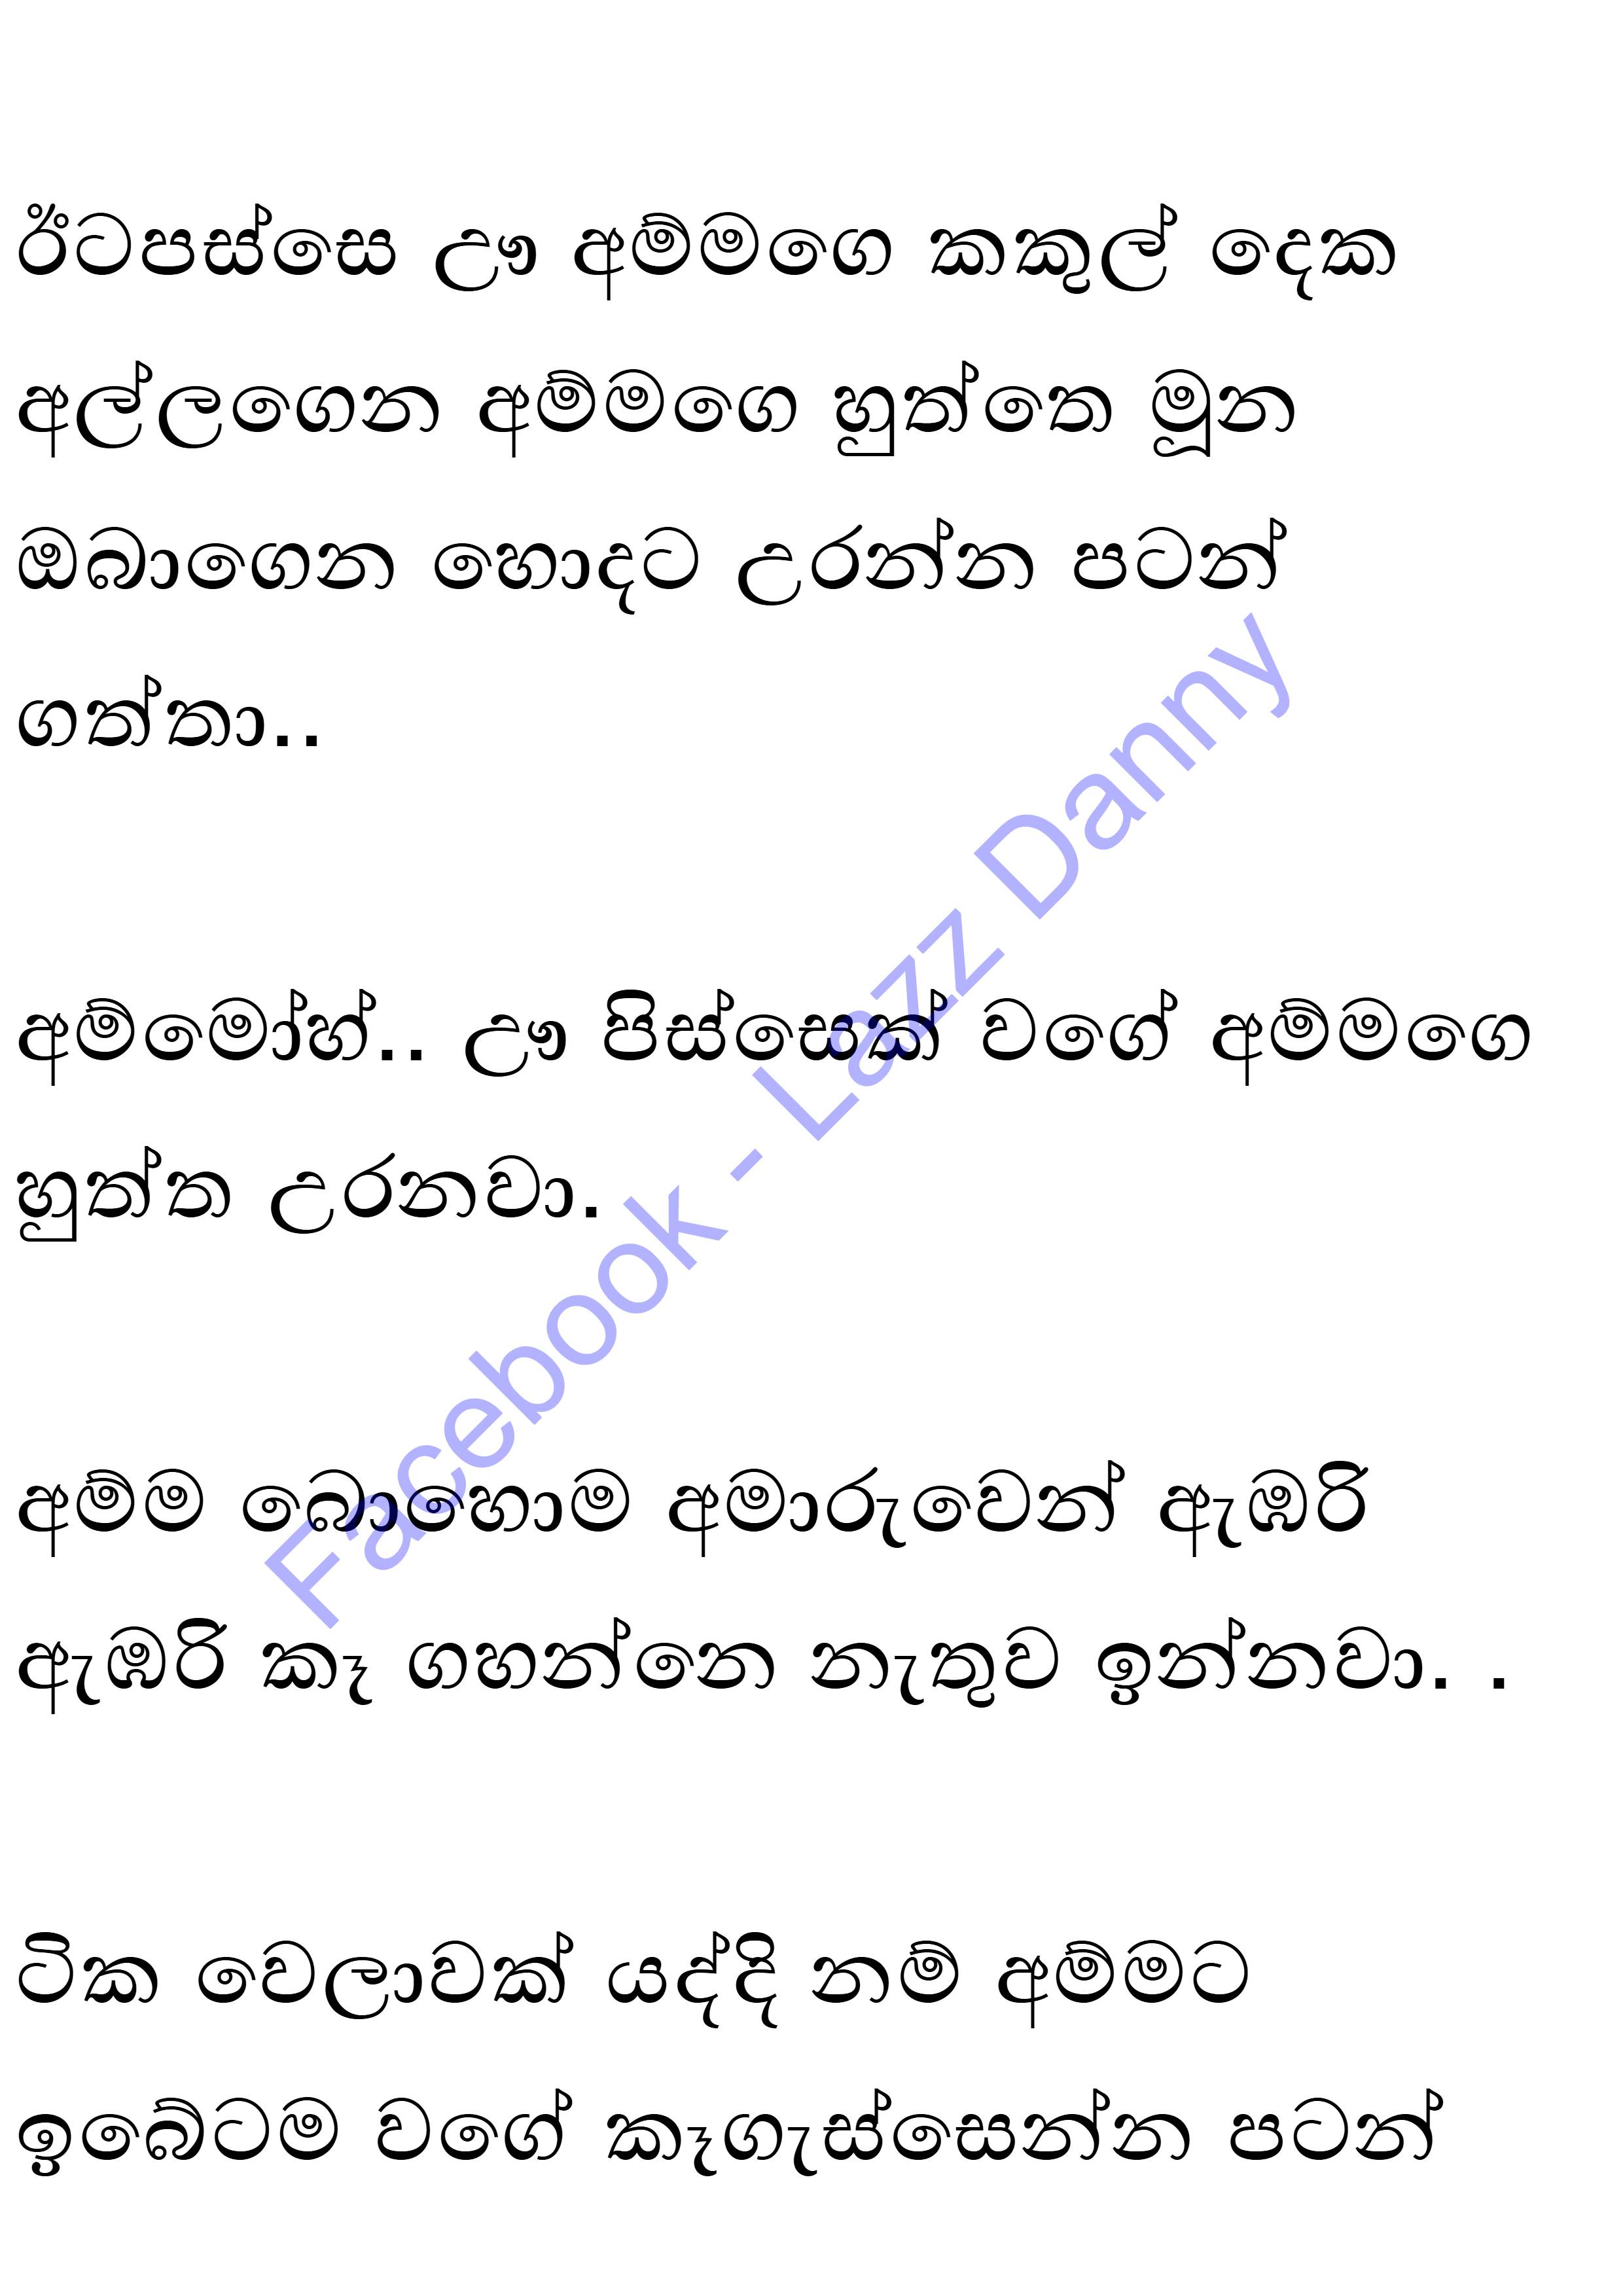 ඊටපස්සෙ ඌ අම්මගෙ කකුල් දෙක
අල්ලගෙන අම්මගෙ හුත්තෙ මූන
ඔබාගෙන හොදට උරන්න පටන්
ගත්තා..
අම්මෝහ්.. ඌ පිස්සෙක් වගේ අම්මගෙ
හුත්ත උරනවා.
අම්ම බොහොම අමාරුවෙන් ඇඹරි
ඇඹරි කෑ ගහන්නෙ නැතුව ඉන්නවා. .
ටික වෙලාවක් යද්දි නම් අම්මට
ඉබේටම වගේ කෑගැස්සෙන්න පටන්
Facebook - Lazz Danny